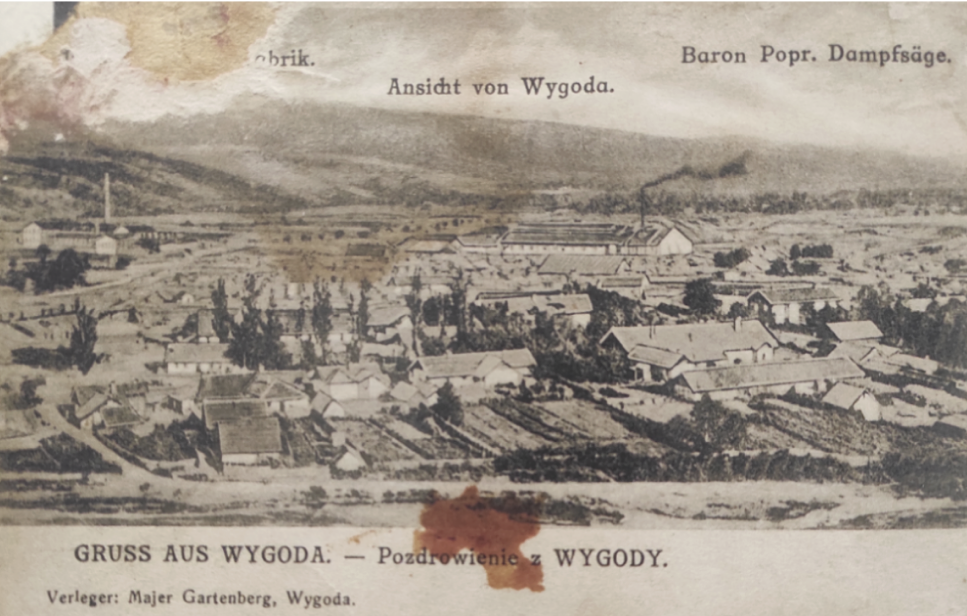 brik.
Baron Popr. Dampfsäge.
Ansicht von Wygoda.
GRUSS AUS WYGODA. — Pozdrowienie z WYGODY.
Verleger: Majer Gartenberg, Wygoda.